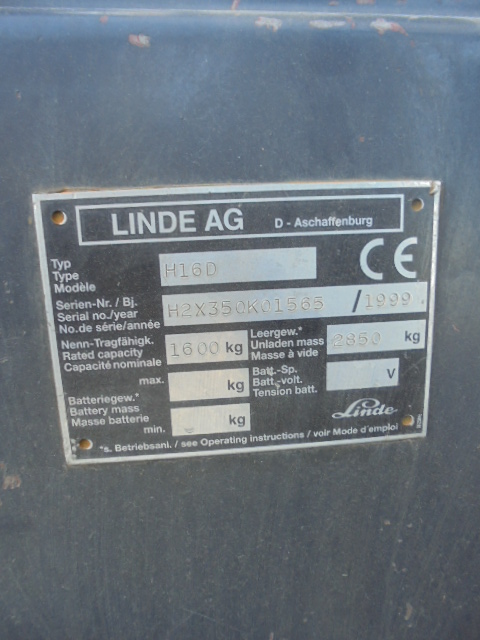 LINDE AG D - Aschaffenburg
Typ
Type
Modèle
H16D
CE
Serien-Nr. / Bj.
Serial no./year
No.de série/année
H2X350K01565 / 1999
Nenn-Tragfähigk.
Rated capacity
Capacité nominale
1600 kg
Leergew.*
Unladen mass
Masse à vide
2850 kg
Batteriegew.*
Battery mass
Masse batterie
max. kg
min. kg
Batt.-Sp.
Batt.-volt.
Tension batt.
V
Linde
*s. Betriebsanl. / see Operating instructions / voir Mode d'emploi